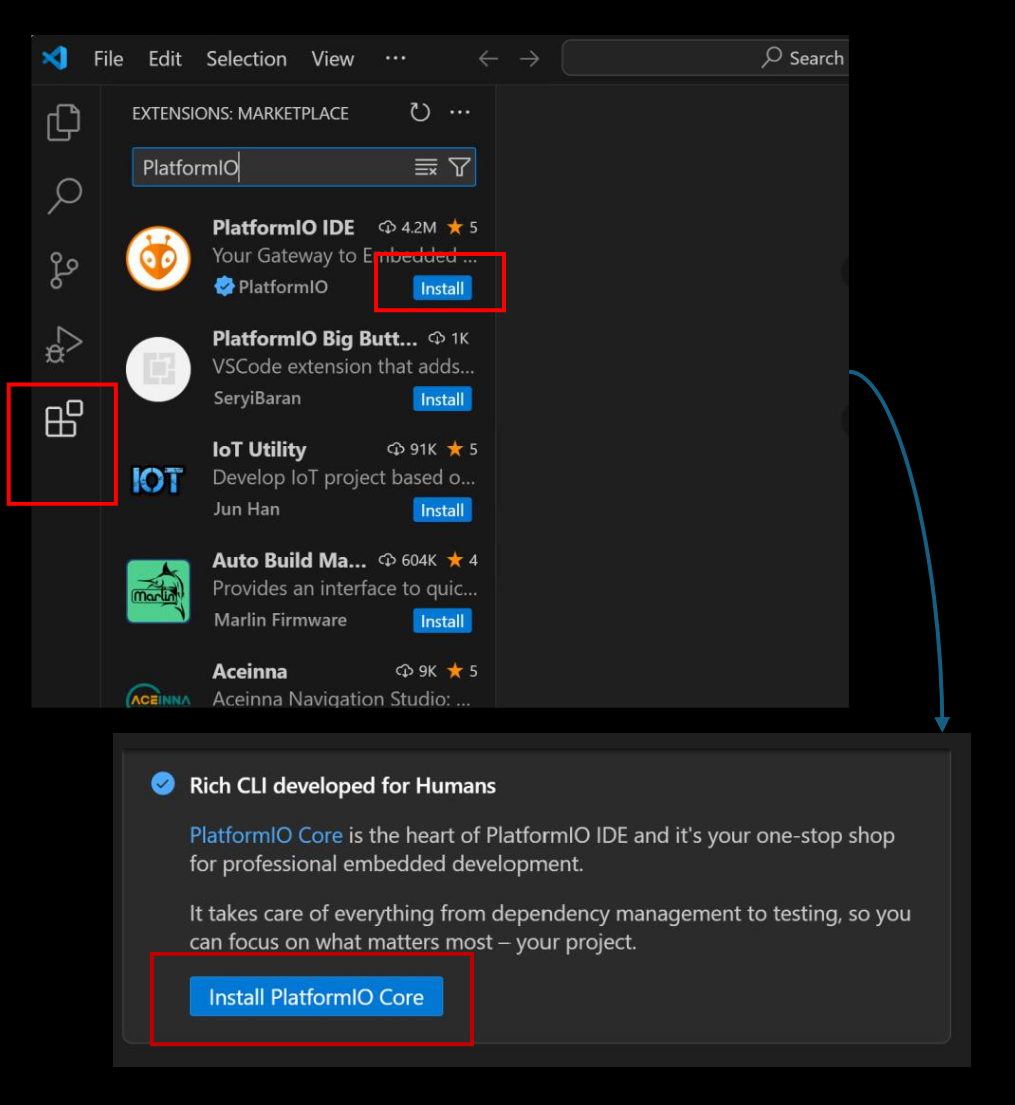 File Edit Selection View ··· ← → Search
EXTENSIONS: MARKETPLACE ···
PlatformIO
PlatformIO IDE 4.2M ★ 5
Your Gateway to Embedded ...
PlatformIO Install
PlatformIO Big Butt... 1K
VSCode extension that adds...
SeryiBaran Install
IOT
IoT Utility 91K ★ 5
Develop IoT project based o...
Jun Han Install
Marlin
Auto Build Ma... 604K ★ 4
Provides an interface to quic...
Marlin Firmware Install
ACEINNA
Aceinna 9K ★ 5
Aceinna Navigation Studio: ...
Rich CLI developed for Humans
PlatformIO Core is the heart of PlatformIO IDE and it's your one-stop shop
for professional embedded development.
It takes care of everything from dependency management to testing, so you
can focus on what matters most – your project.
Install PlatformIO Core